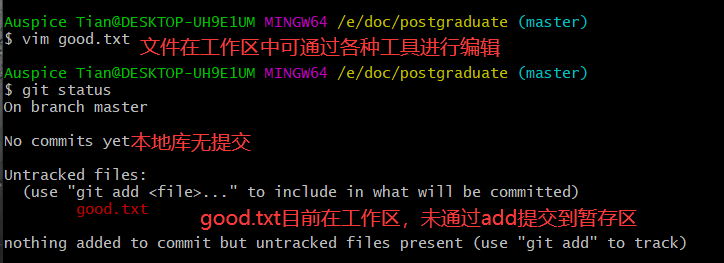 Auspice Tian@DESKTOP-UH9E1UM MINGW64 /e/doc/postgraduate (master)
$ vim good.txt 文件在工作区中可通过各种工具进行编辑
Auspice Tian@DESKTOP-UH9E1UM MINGW64 /e/doc/postgraduate (master)
$ git status
On branch master
No commits yet本地库无提交
Untracked files:
(use "git add <file>..." to include in what will be committed)
good.txt
good.txt目前在工作区，未通过add提交到暂存区
nothing added to commit but untracked files present (use "git add" to track)